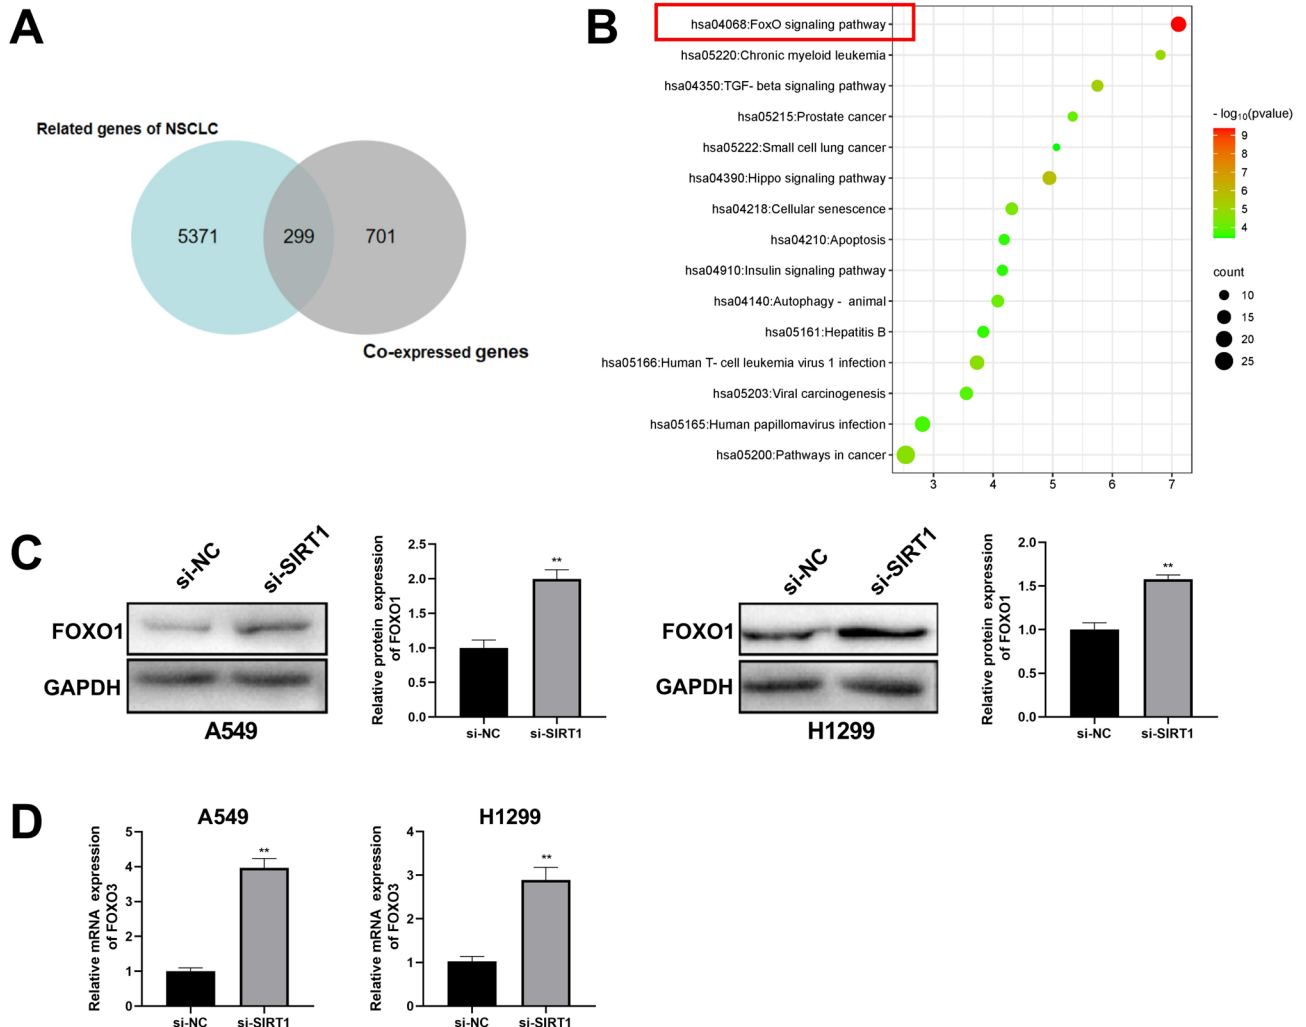 A
Related genes of NSCLC
5371
299
701
Co-expressed genes
B
hsa04068:FoxO signaling pathway
hsa05220:Chronic myeloid leukemia
hsa04350:TGF- beta signaling pathway
hsa05215:Prostate cancer
hsa05222:Small cell lung cancer
hsa04390:Hippo signaling pathway
hsa04218:Cellular senescence
hsa04210:Apoptosis
hsa04910:Insulin signaling pathway
hsa04140:Autophagy - animal
hsa05161:Hepatitis B
hsa05166:Human T- cell leukemia virus 1 infection
hsa05203:Viral carcinogenesis
hsa05165:Human papillomavirus infection
hsa05200:Pathways in cancer
3 4 5 6 7
- log10(pvalue)
9
8
7
6
5
4
count
10
15
20
25
C
si-NC si-SIRT1
FOXO1
GAPDH
A549
Relative protein expression
of FOXO1
2.5
2.0
1.5
1.0
0.5
0.0
**
si-NC si-SIRT1
si-NC si-SIRT1
FOXO1
GAPDH
H1299
Relative protein expression
of FOXO1
2.0
1.5
1.0
0.5
0.0
**
si-NC si-SIRT1
D
A549
Relative mRNA expression
of FOXO3
5
4
3
2
1
0
**
si-NC si-SIRT1
H1299
Relative mRNA expression
of FOXO3
4
3
2
1
0
**
si-NC si-SIRT1